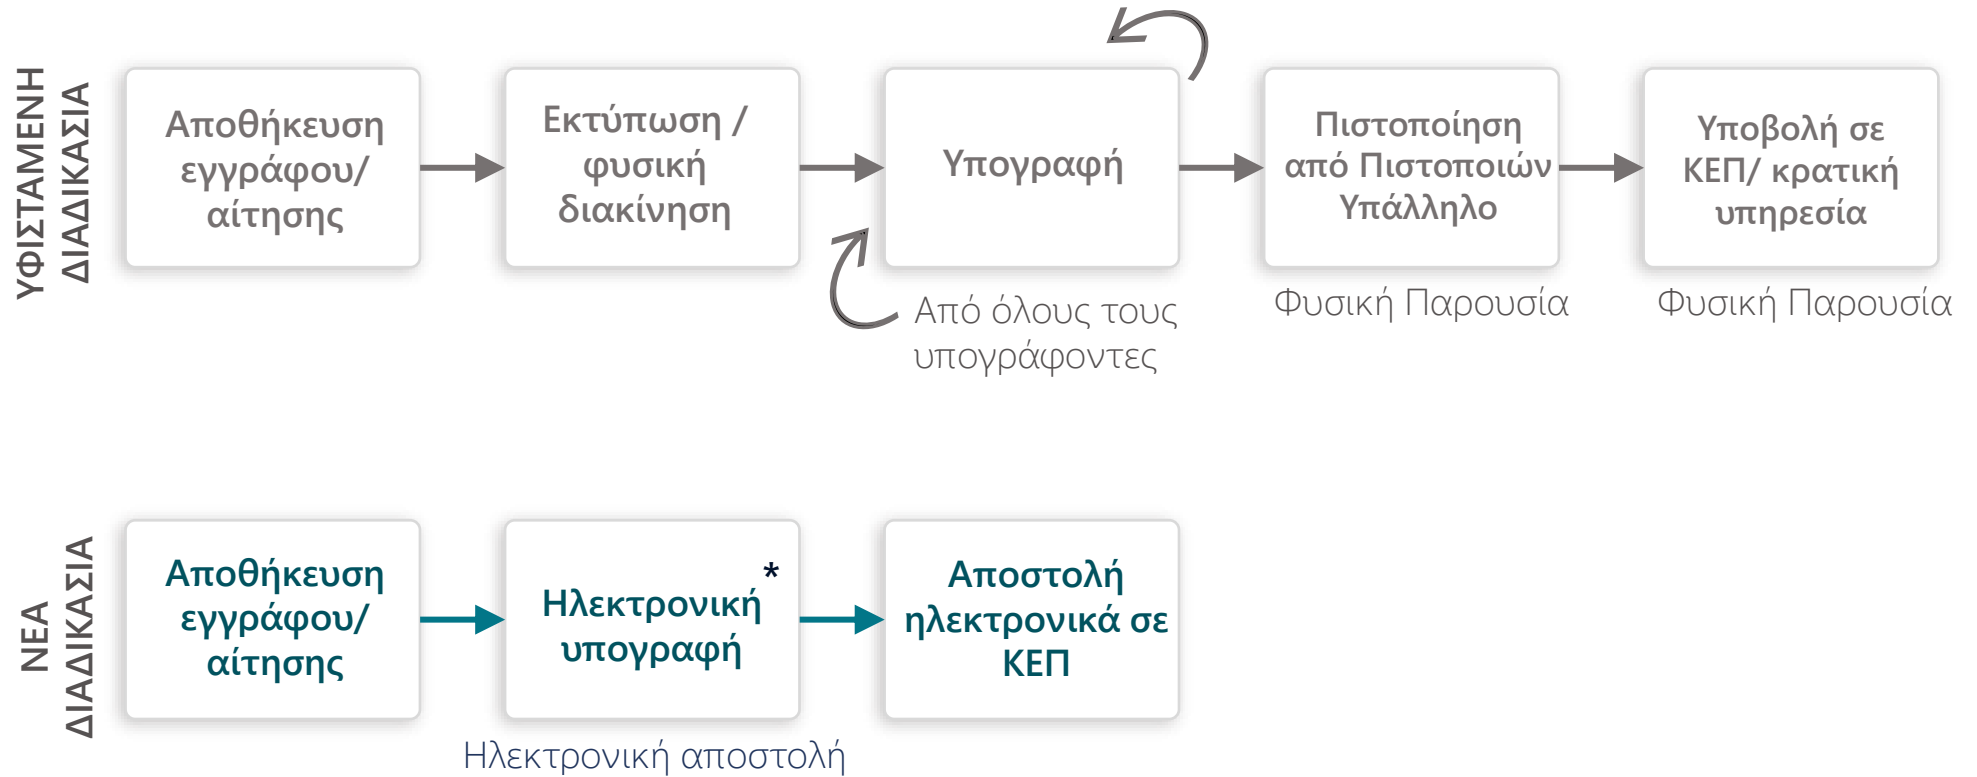 ΥΦΙΣΤΑΜΕΝΗ
ΔΙΑΔΙΚΑΣΙΑ
Αποθήκευση
εγγράφου/
αίτησης
Εκτύπωση /
φυσική
διακίνηση
Υπογραφή
Από όλους τους
υπογράφοντες
Πιστοποίηση
από Πιστοποιών
Υπάλληλο
Φυσική Παρουσία
Υποβολή σε
ΚΕΠ/ κρατική
υπηρεσία
Φυσική Παρουσία
ΝΕΑ
ΔΙΑΔΙΚΑΣΙΑ
Αποθήκευση
εγγράφου/
αίτησης
Ηλεκτρονική*
υπογραφή
Ηλεκτρονική αποστολή
Αποστολή
ηλεκτρονικά σε
ΚΕΠ